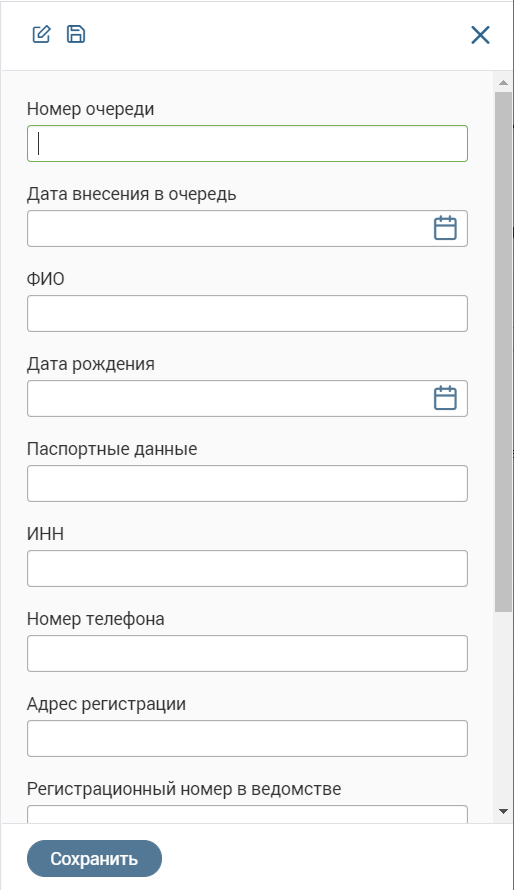 Номер очереди
Дата внесения в очередь
ФИО
Дата рождения
Паспортные данные
ИНН
Номер телефона
Адрес регистрации
Регистрационный номер в ведомстве
Сохранить